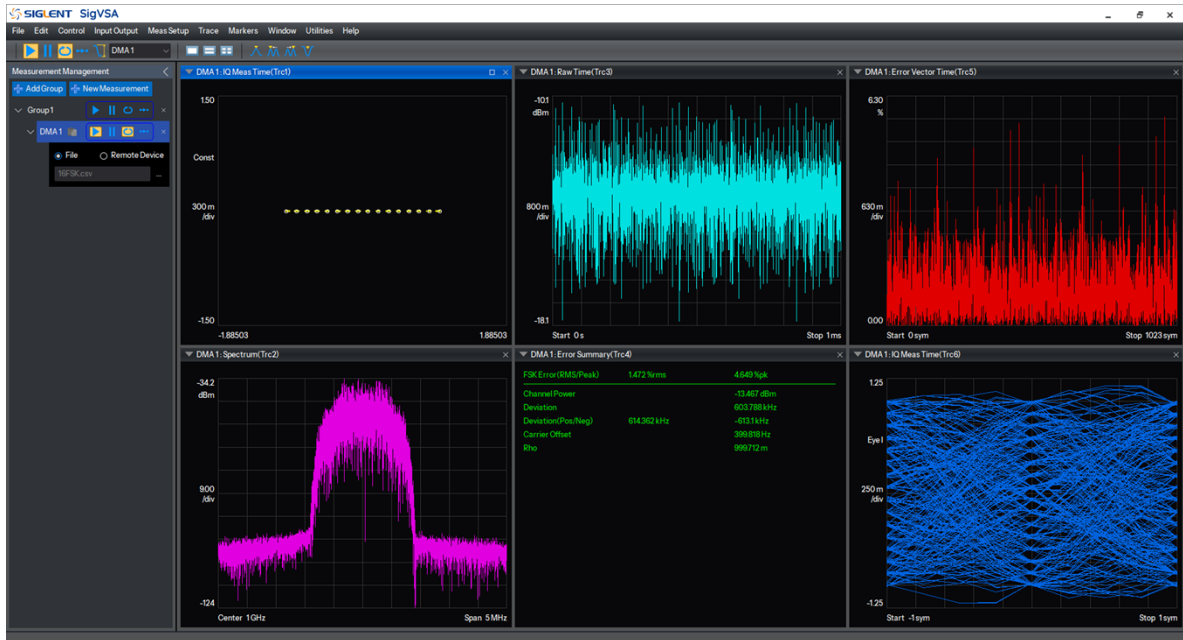 SIGLENT SigVSA
File Edit Control Input Output Meas Setup Trace Markers Window Utilities Help
DMA 1
Measurement Management
Add Group New Measurement
Group1
DMA 1
File Remote Device
16FSK.csv ...
DMA 1: IQ Meas Time(Trc1)
1.50
Const
300 m
/div
-1.50
-1.88503 1.88503
DMA 1: Raw Time(Trc3)
-10.1
dBm
800 m
/div
-18.1
Start 0 s Stop 1 ms
DMA 1: Error Vector Time(Trc5)
6.30
%
630 m
/div
0.00
Start 0 sym Stop 1023 sym
DMA 1: Spectrum(Trc2)
-34.2
dBm
9.00
/div
-124
Center 1 GHz Span 5 MHz
DMA 1: Error Summary(Trc4)
FSK Error(RMS/Peak) 1.472 %rms 4.649 %pk
Channel Power -13.467 dBm
Deviation 603.788 kHz
Devistion(Pos/Neg) 614.362 kHz -613.1 kHz
Carrier Offset 399.818 Hz
Rho 999.712 m
DMA 1: IQ Meas Time(Trc6)
1.25
Eye I
250 m
/div
-1.25
Start -1 sym Stop 1 sym